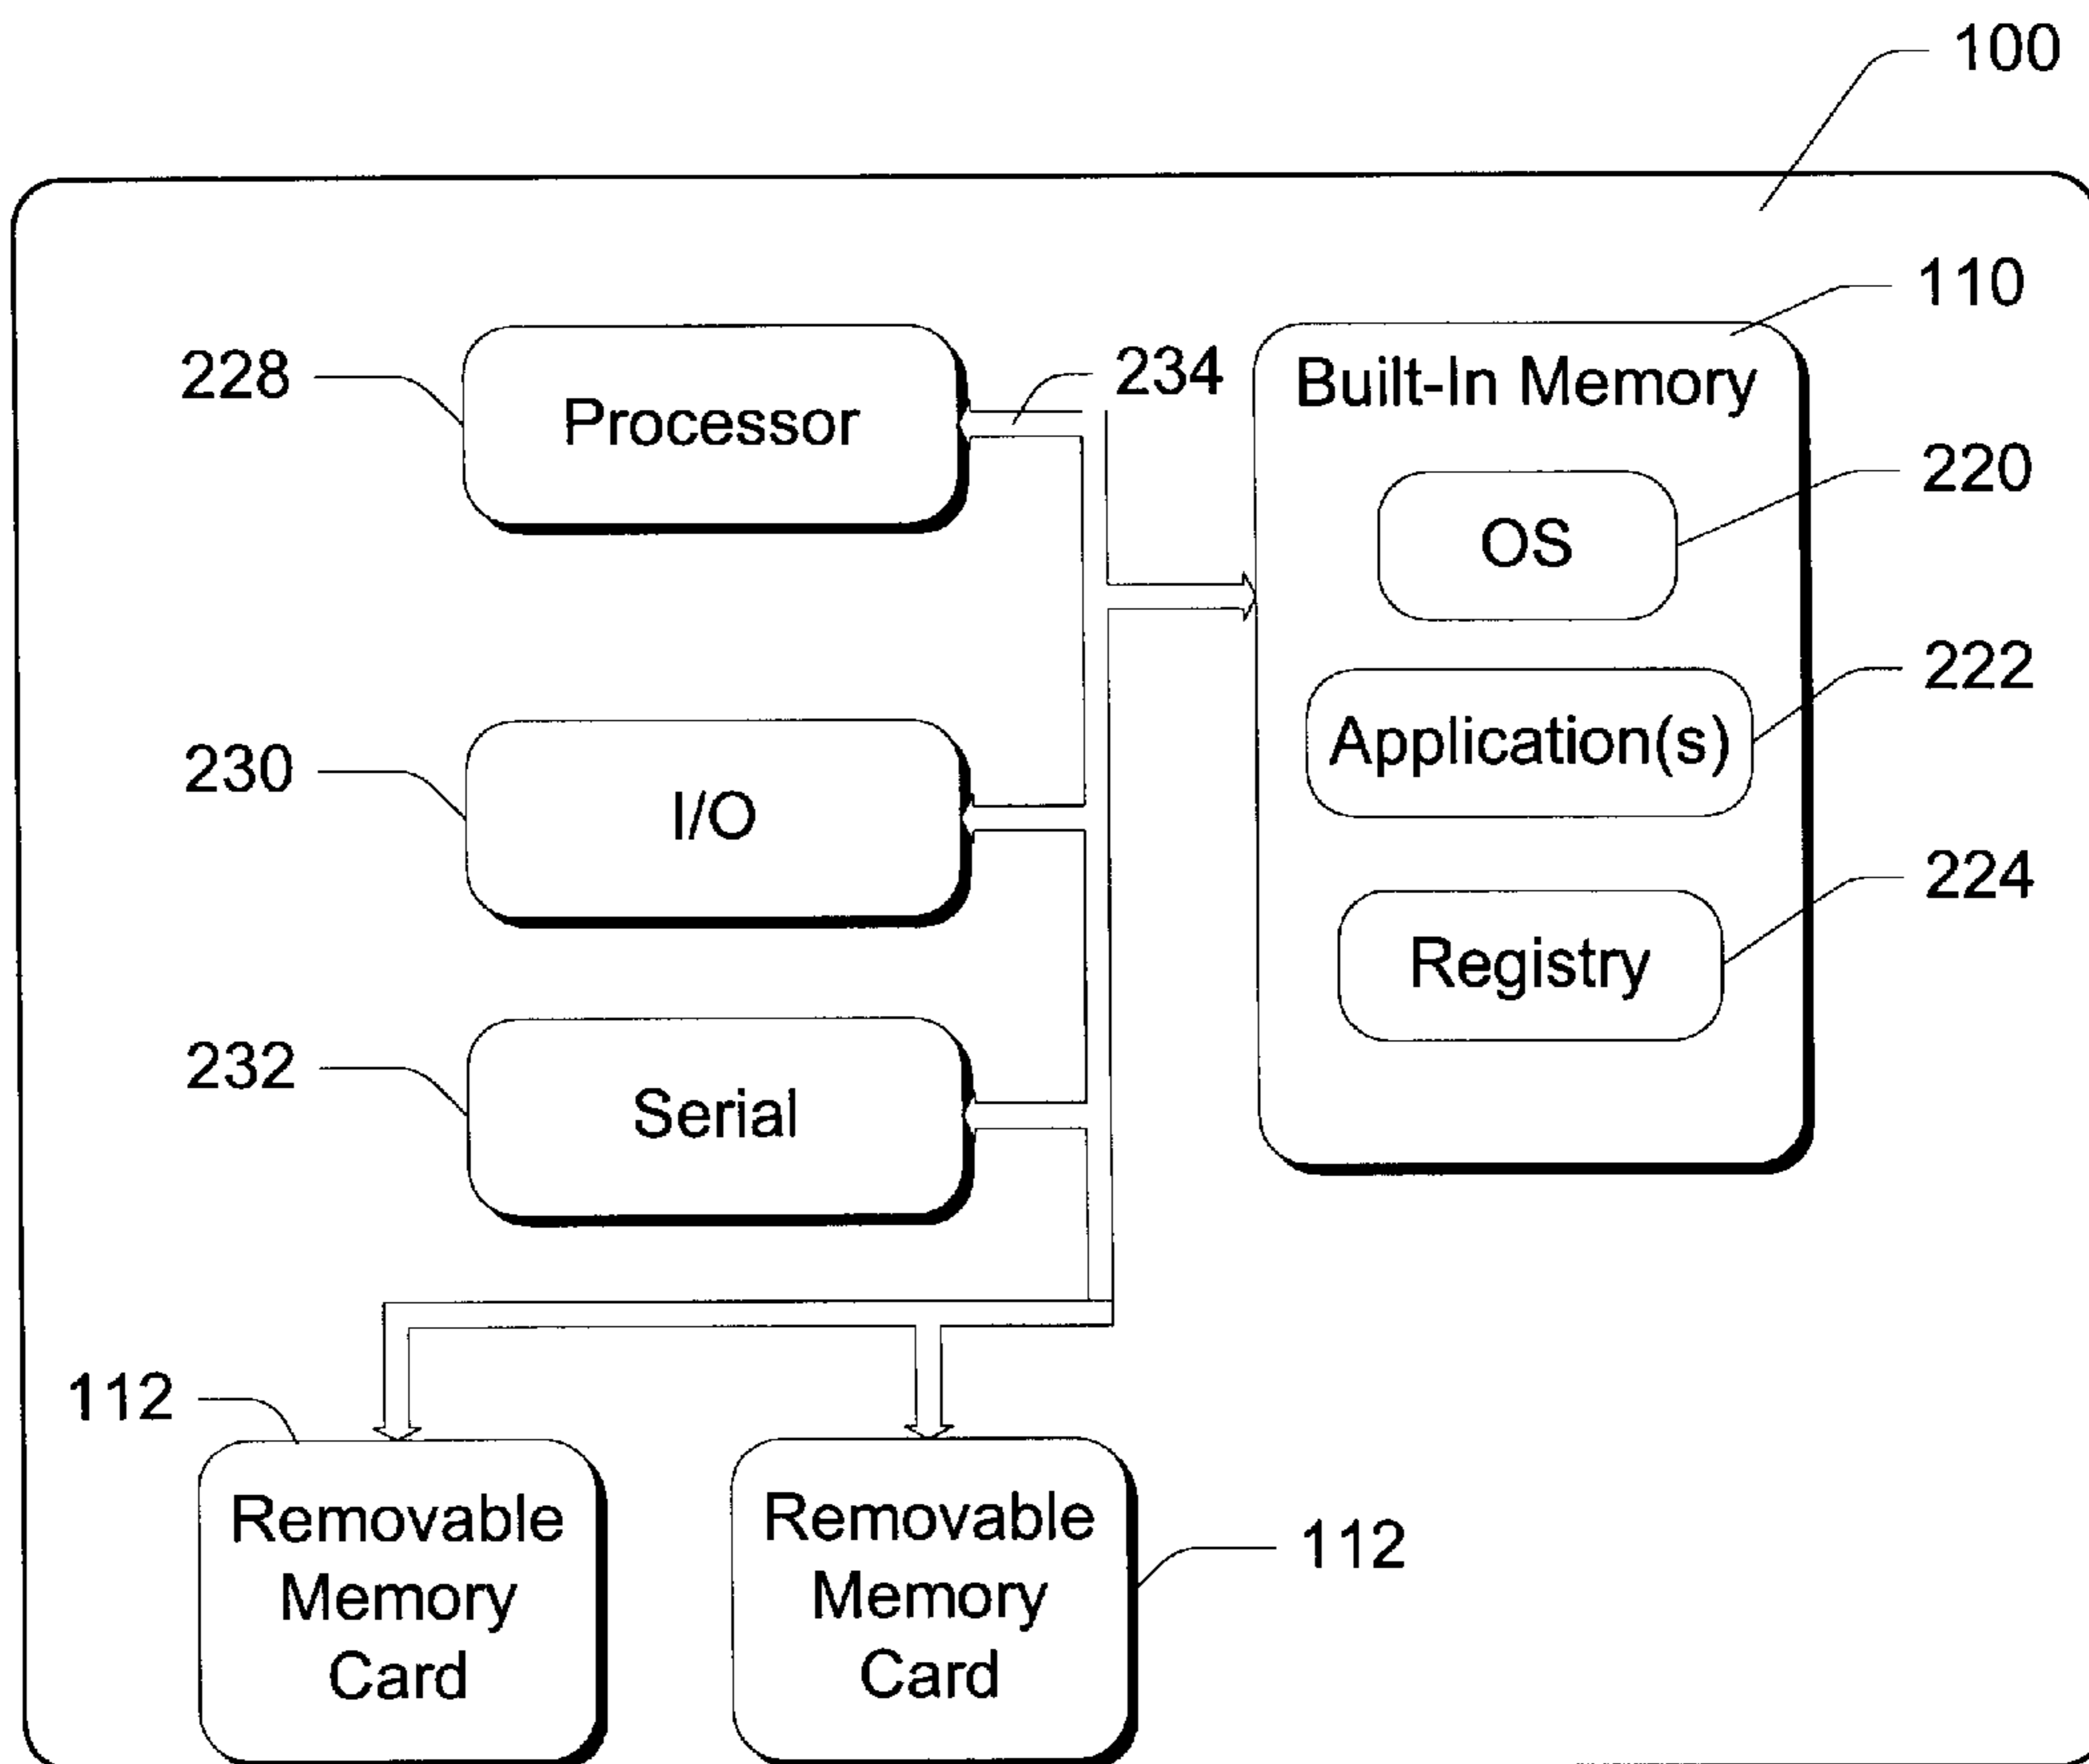 100
110
228
Processor
234
Built-In Memory
220
OS
222
Application(s)
230
I/O
224
Registry
232
Serial
112
Removable
Memory
Card
Removable
Memory
Card
112